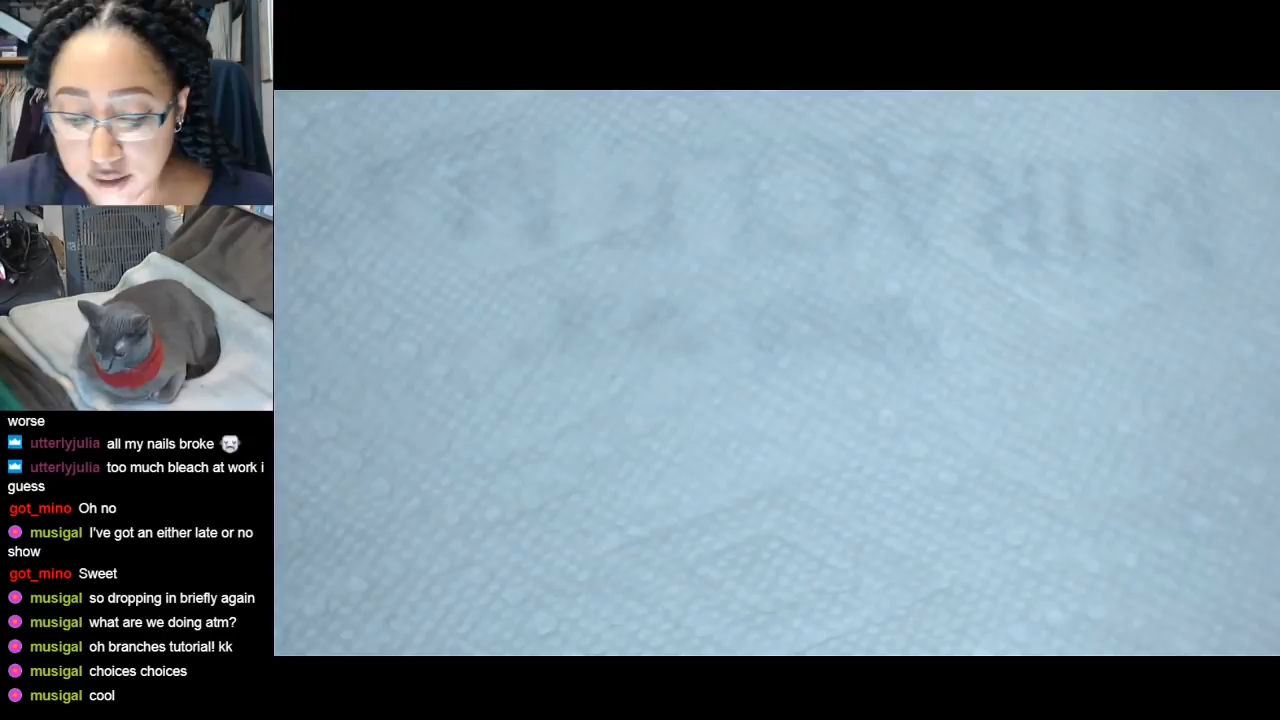 worse
utterlyjulia all my nails broke
utterlyjulia too much bleach at work i
guess
got_mino Oh no
musigal I've got an either late or no
show
got_mino Sweet
musigal so dropping in briefly again
musigal what are we doing atm?
musigal oh branches tutorial! kk
musigal choices choices
musigal cool